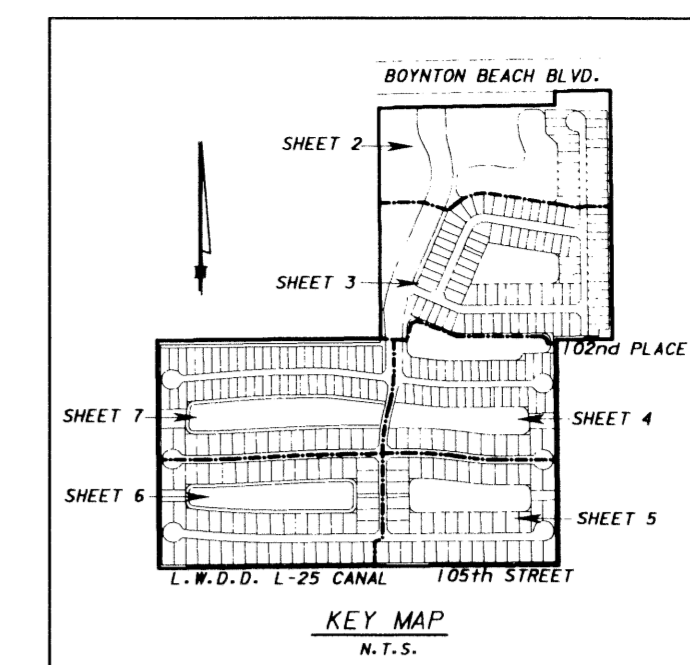 BOYNTON BEACH BLVD.
SHEET 2
SHEET 3
102nd PLACE
SHEET 7
SHEET 4
SHEET 6
SHEET 5
L.W.D.D. L-25 CANAL
105th STREET
KEY MAP
N.T.S.